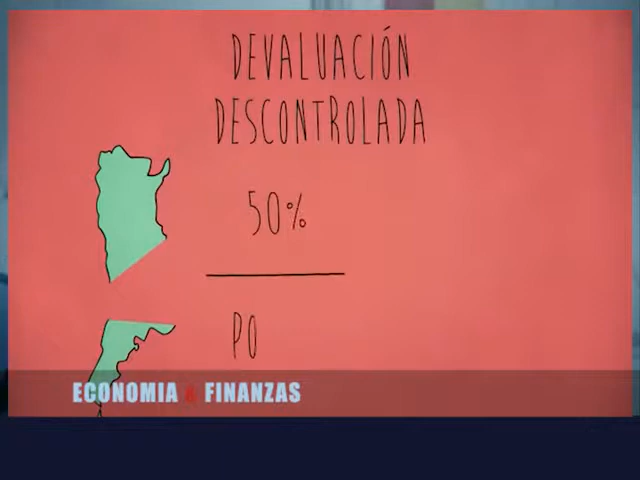 DEVALUACIÓN
DESCONTROLADA
50%
PO
ECONOMIA & FINANZAS